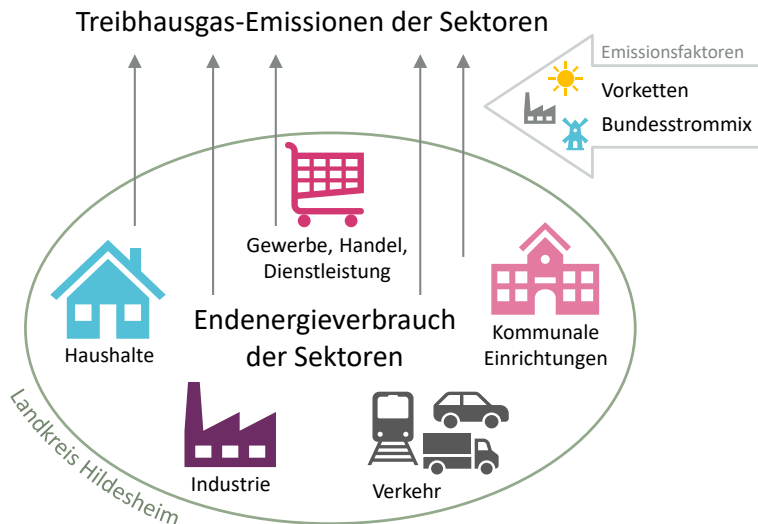 Treibhausgas-Emissionen der Sektoren
Emissionsfaktoren
Vorketten
Bundesstrommix
Gewerbe, Handel,
Dienstleistung
Haushalte
Endenergieverbrauch
der Sektoren
Kommunale
Einrichtungen
Industrie
Verkehr
Landkreis Hildesheim